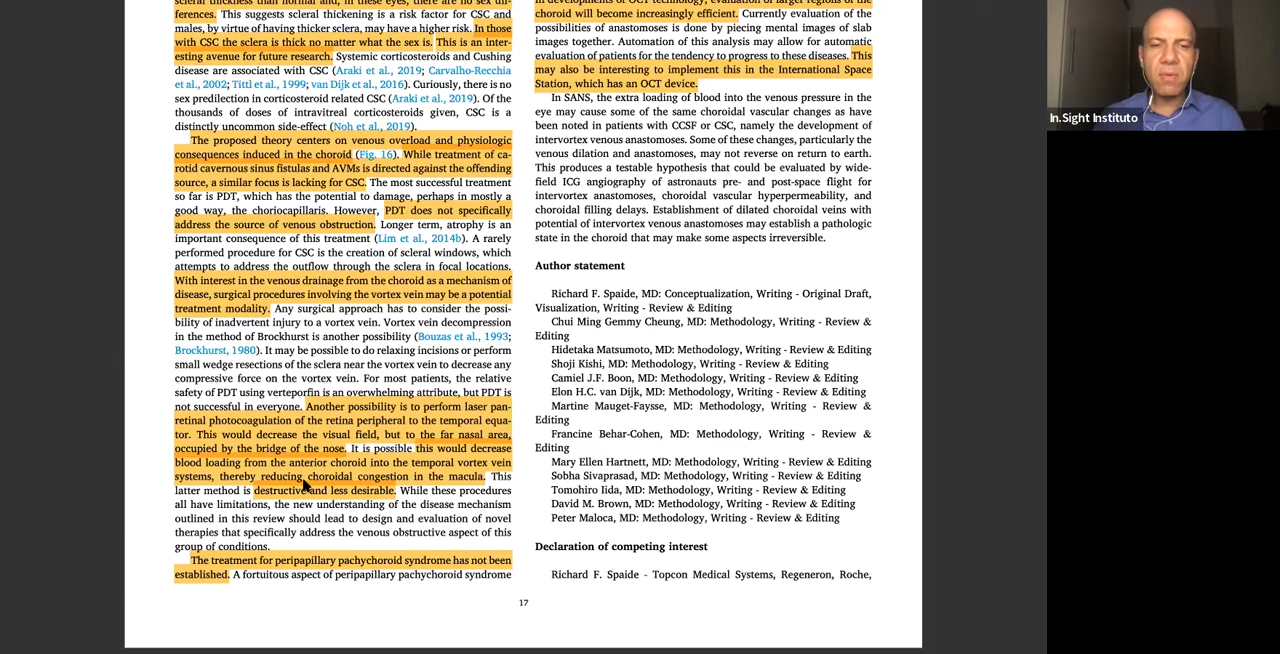 scleral thickness than normal and, in these eyes, there are no sex dif-
ferences. This suggests scleral thickening is a risk factor for CSC and
males, by virtue of having thicker sclera, may have a higher risk. In those
with CSC the sclera is thick no matter what the sex is. This is an inter-
esting avenue for future research. Systemic corticosteroids and Cushing
disease are associated with CSC (Araki et al., 2019; Carvalho-Recchia
et al., 2002; Tittl et al., 1999; van Dijk et al., 2016). Curiously, there is no
sex predilection in corticosteroid related CSC (Araki et al., 2019). Of the
thousands of doses of intravitreal corticosteroids given, CSC is a
distinctly uncommon side-effect (Noh et al., 2019).
The proposed theory centers on venous overload and physiologic
consequences induced in the choroid (Fig. 16). While treatment of ca-
rotid cavernous sinus fistulas and AVMs is directed against the offending
source, a similar focus is lacking for CSC. The most successful treatment
so far is PDT, which has the potential to damage, perhaps in mostly a
good way, the choriocapillaris. However, PDT does not specifically
address the source of venous obstruction. Longer term, atrophy is an
important consequence of this treatment (Lim et al., 2014b). A rarely
performed procedure for CSC is the creation of scleral windows, which
attempts to address the outflow through the sclera in focal locations.
With interest in the venous drainage from the choroid as a mechanism of
disease, surgical procedures involving the vortex vein may be a potential
treatment modality. Any surgical approach has to consider the possi-
bility of inadvertent injury to a vortex vein. Vortex vein decompression
in the method of Brockhurst is another possibility (Bouzas et al., 1993;
Brockhurst, 1980). It may be possible to do relaxing incisions or perform
small wedge resections of the sclera near the vortex vein to decrease any
compressive force on the vortex vein. For most patients, the relative
safety of PDT using verteporfin is an overwhelming attribute, but PDT is
not successful in everyone. Another possibility is to perform laser pan-
retinal photocoagulation of the retina peripheral to the temporal equa-
tor. This would decrease the visual field, but to the far nasal area,
occupied by the bridge of the nose. It is possible this would decrease
blood loading from the anterior choroid into the temporal vortex vein
systems, thereby reducing choroidal congestion in the macula. This
latter method is destructive and less desirable. While these procedures
all have limitations, the new understanding of the disease mechanism
outlined in this review should lead to design and evaluation of novel
therapies that specifically address the venous obstructive aspect of this
group of conditions.
The treatment for peripapillary pachychoroid syndrome has not been
established. A fortuitous aspect of peripapillary pachychoroid syndrome
in developments of OCT technology, evaluation of larger regions of the
choroid will become increasingly efficient. Currently evaluation of the
possibilities of anastomoses is done by piecing mental images of slab
images together. Automation of this analysis may allow for automatic
evaluation of patients for the tendency to progress to these diseases. This
may also be interesting to implement this in the International Space
Station, which has an OCT device.
In SANS, the extra loading of blood into the venous pressure in the
eye may cause some of the same choroidal vascular changes as have
been noted in patients with CCSF or CSC, namely the development of
intervortex venous anastomoses. Some of these changes, particularly the
venous dilation and anastomoses, may not reverse on return to earth.
This produces a testable hypothesis that could be evaluated by wide-
field ICG angiography of astronauts pre- and post-space flight for
intervortex anastomoses, choroidal vascular hyperpermeability, and
choroidal filling delays. Establishment of dilated choroidal veins with
potential of intervortex venous anastomoses may establish a pathologic
state in the choroid that may make some aspects irreversible.
Author statement
Richard F. Spaide, MD: Conceptualization, Writing - Original Draft,
Visualization, Writing - Review & Editing
Chui Ming Gemmy Cheung, MD: Methodology, Writing - Review &
Editing
Hidetaka Matsumoto, MD: Methodology, Writing - Review & Editing
Shoji Kishi, MD: Methodology, Writing - Review & Editing
Camiel J.F. Boon, MD: Methodology, Writing - Review & Editing
Elon H.C. van Dijk, MD: Methodology, Writing - Review & Editing
Martine Mauget-Faysse, MD: Methodology, Writing - Review &
Editing
Francine Behar-Cohen, MD: Methodology, Writing - Review &
Editing
Mary Ellen Hartnett, MD: Methodology, Writing - Review & Editing
Sobha Sivaprasad, MD: Methodology, Writing - Review & Editing
Tomohiro Iida, MD: Methodology, Writing - Review & Editing
David M. Brown, MD: Methodology, Writing - Review & Editing
Peter Maloca, MD: Methodology, Writing - Review & Editing
Declaration of competing interest
Richard F. Spaide - Topcon Medical Systems, Regeneron, Roche,
17
In.Sight Instituto